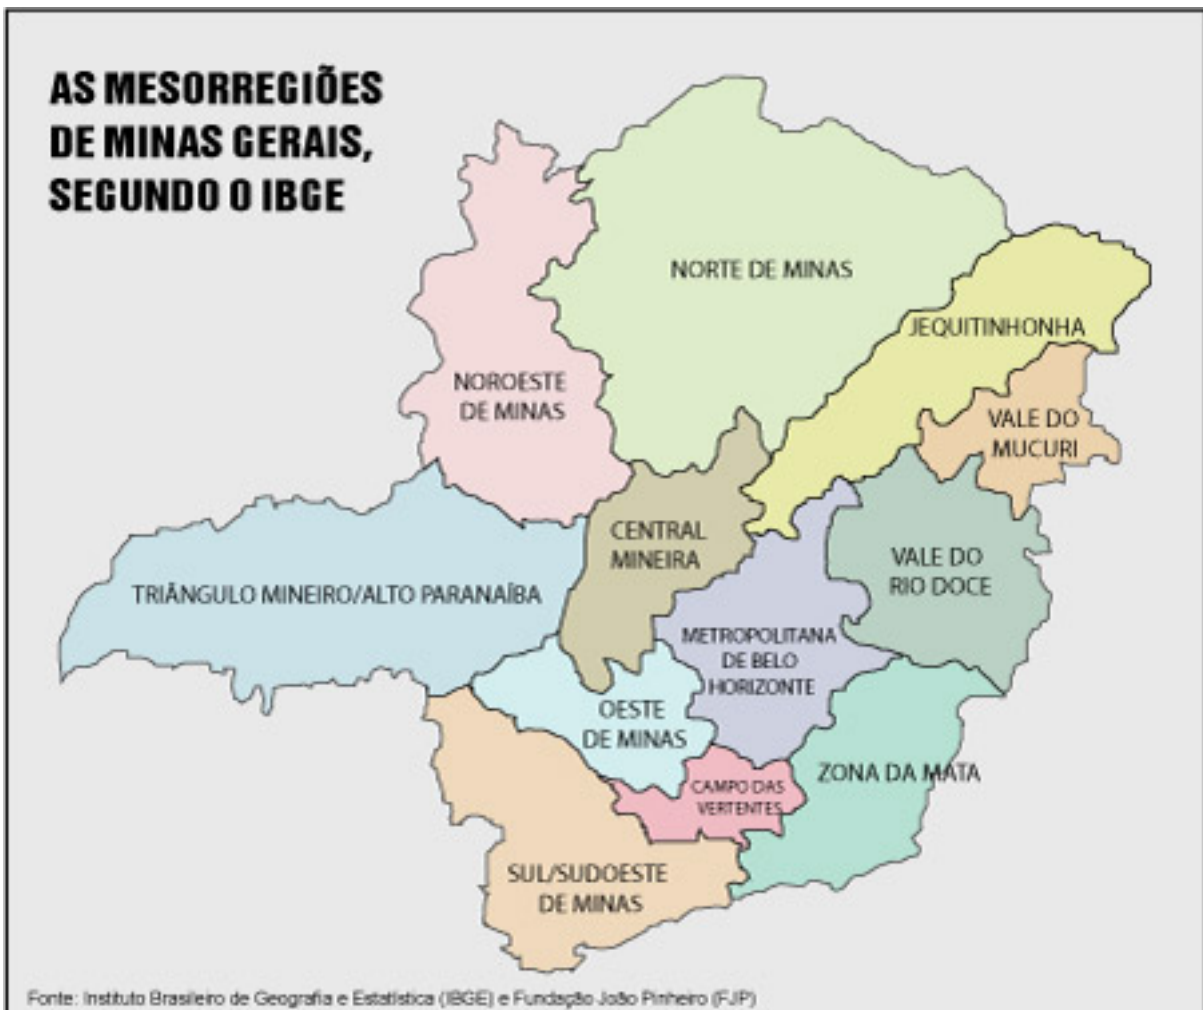 AS MESORREGIÕES
DE MINAS GERAIS,
SEGUNDO O IBGE
NORTE DE MINAS
JEQUITINHONHA
NOROESTE
DE MINAS
VALE DO
MUCURI
CENTRAL
MINEIRA
VALE DO
RIO DOCE
TRIÂNGULO MINEIRO/ALTO PARANAÍBA
METROPOLITANA
DE BELO
HORIZONTE
OESTE
DE MINAS
ZONA DA MATA
CAMPO DAS
VERTENTES
SUL/SUDOESTE
DE MINAS
Fonte: Instituto Brasileiro de Geografia e Estatística (IBGE) e Fundação João Pinheiro (FJP)